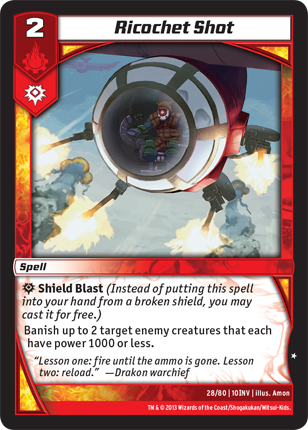 2
Ricochet Shot
Spell
Shield Blast (Instead of putting this spell
into your hand from a broken shield, you may
cast it for free.)
Banish up to 2 target enemy creatures that each
have power 1000 or less.
"Lesson one: fire until the ammo is gone. Lesson
two: reload." —Drakon warchief
28/80 | 10INV | illus. Amon
TM & © 2013 Wizards of the Coast/Shogakukan/Mitsui-Kids.